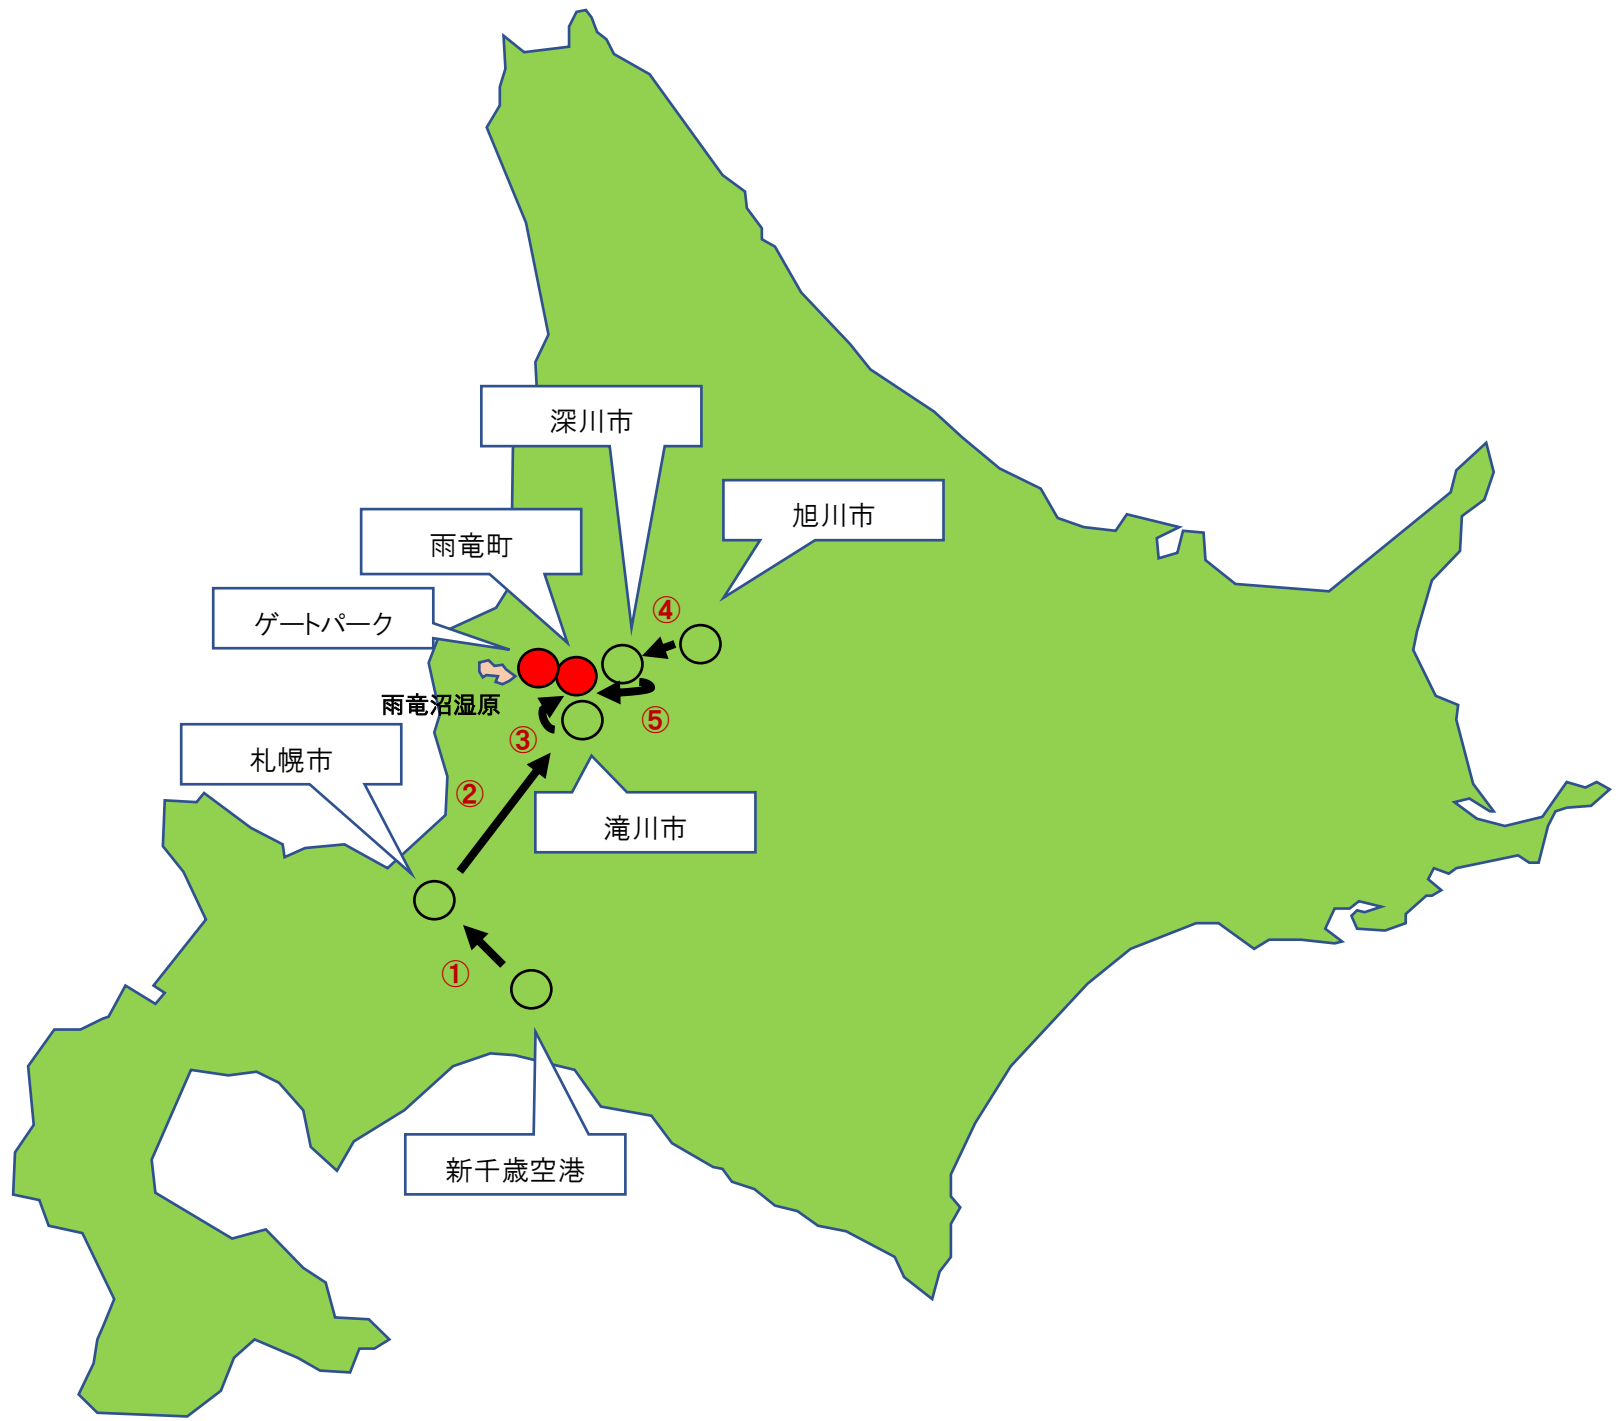 深川市
旭川市
雨竜町
ゲートパーク
④
雨竜沼湿原
⑤
③
札幌市
②
滝川市
①
新千歳空港